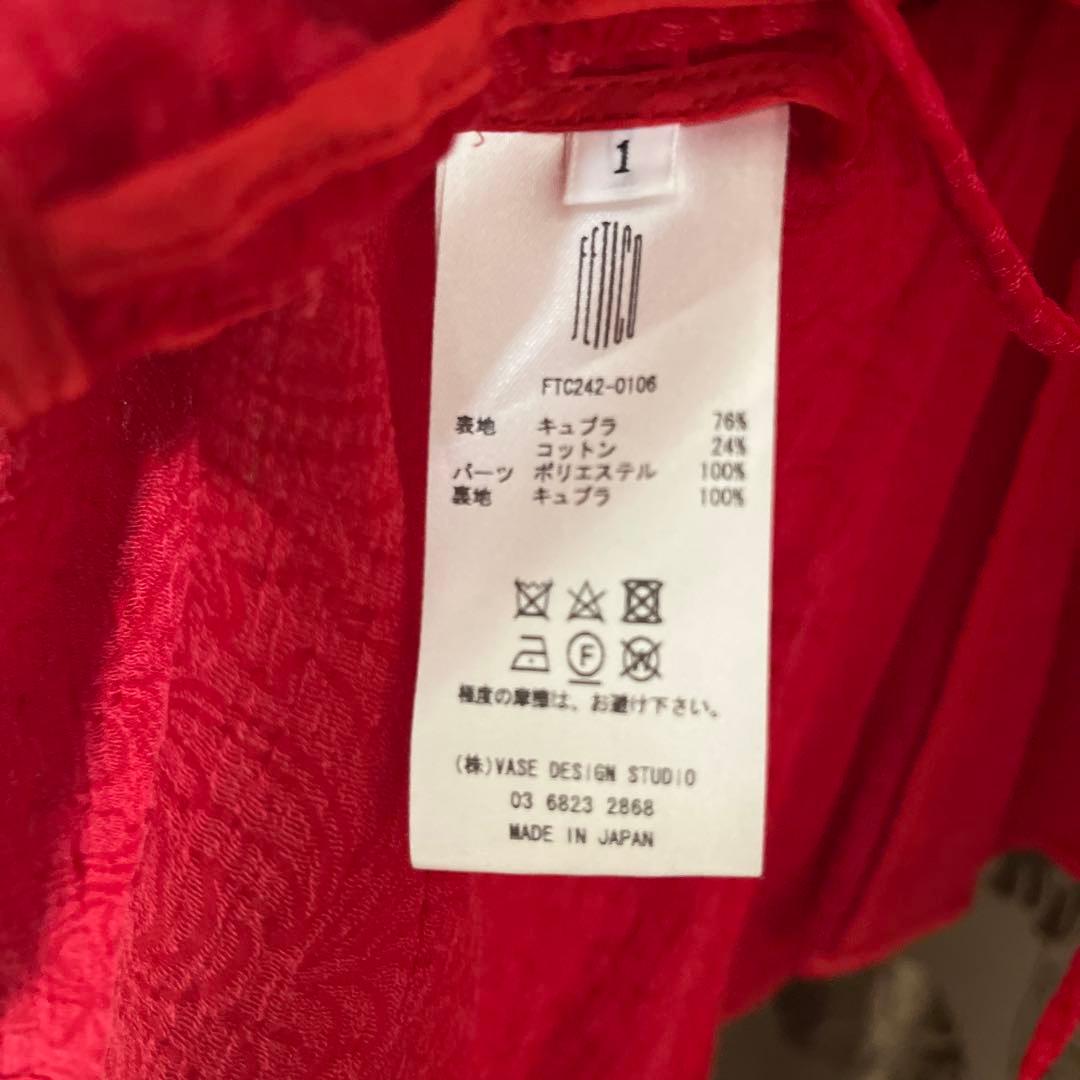 1
FETICO
FTC242-0106
表地 キュプラ 76%
コットン 24%
パーツ ポリエステル 100%
裏地 キュプラ 100%
F
W
極度の摩擦は、お避け下さい。
(株)VASE DESIGN STUDIO
03 6823 2868
MADE IN JAPAN